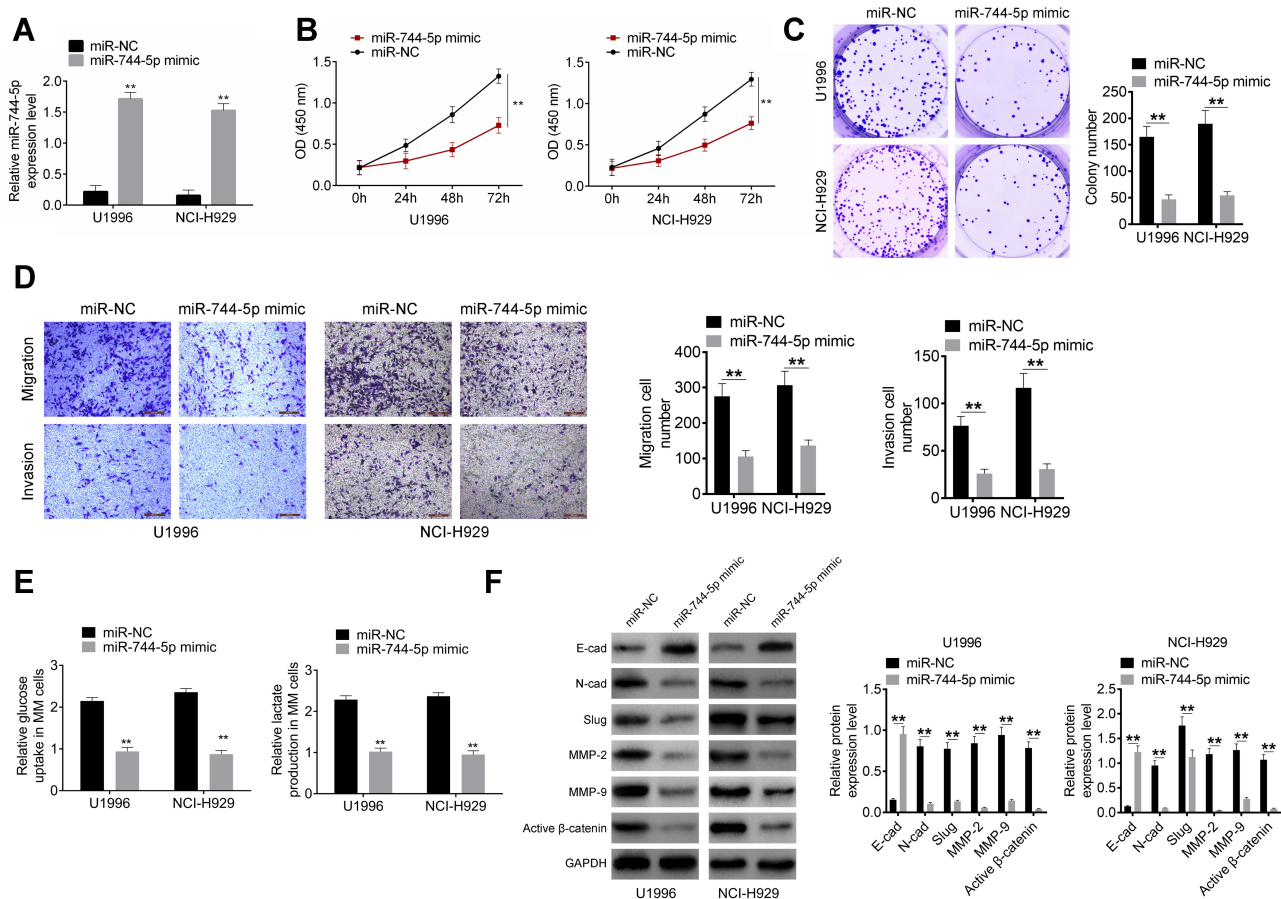 A
miR-NC
miR-744-5p mimic
Relative miR-744-5p
expression level
2.0
1.5
1.0
0.5
0.0
**
**
U1996
NCI-H929
B
miR-744-5p mimic
miR-NC
OD (450 nm)
1.5
1.0
0.5
0.0
**
0h
24h
48h
72h
U1996
miR-744-5p mimic
miR-NC
OD (450 nm)
1.5
1.0
0.5
0.0
**
0h
24h
48h
72h
NCI-H929
C
miR-NC
miR-744-5p mimic
U1996
NCI-H929
miR-NC
miR-744-5p mimic
Colony number
250
200
150
100
50
0
**
**
U1996
NCI-H929
D
miR-NC
miR-744-5p mimic
miR-NC
miR-744-5p mimic
Migration
Invasion
U1996
NCI-H929
miR-NC
miR-744-5p mimic
Migration cell
number
400
300
200
100
0
**
**
U1996
NCI-H929
miR-NC
miR-744-5p mimic
Invasion cell
number
150
100
50
0
**
**
U1996
NCI-H929
E
miR-NC
miR-744-5p mimic
Relative glucose
uptake in MM cells
3
2
1
0
**
**
U1996
NCI-H929
miR-NC
miR-744-5p mimic
Relative lactate
production in MM cells
3
2
1
0
**
**
U1996
NCI-H929
F
miR-NC
miR-744-5p mimic
miR-NC
miR-744-5p mimic
E-cad
N-cad
Slug
MMP-2
MMP-9
Active β-catenin
GAPDH
U1996
NCI-H929
U1996
miR-NC
miR-744-5p mimic
Relative protein
expression level
1.5
1.0
0.5
0.0
**
**
**
**
**
**
E-cad
N-cad
Slug
MMP-2
MMP-9
Active β-catenin
NCI-H929
miR-NC
miR-744-5p mimic
Relative protein
expression level
2.5
2.0
1.5
1.0
0.5
0.0
**
**
**
**
**
**
E-cad
N-cad
Slug
MMP-2
MMP-9
Active β-catenin